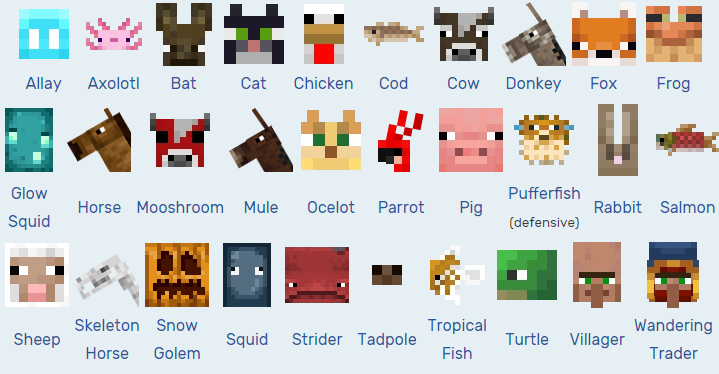 Allay Axolotl Bat Cat Chicken Cod Cow Donkey Fox Frog
Glow Squid Horse Mooshroom Mule Ocelot Parrot Pig Pufferfish (defensive) Rabbit Salmon
Sheep Skeleton Horse Snow Golem Squid Strider Tadpole Tropical Fish Turtle Villager Wandering Trader